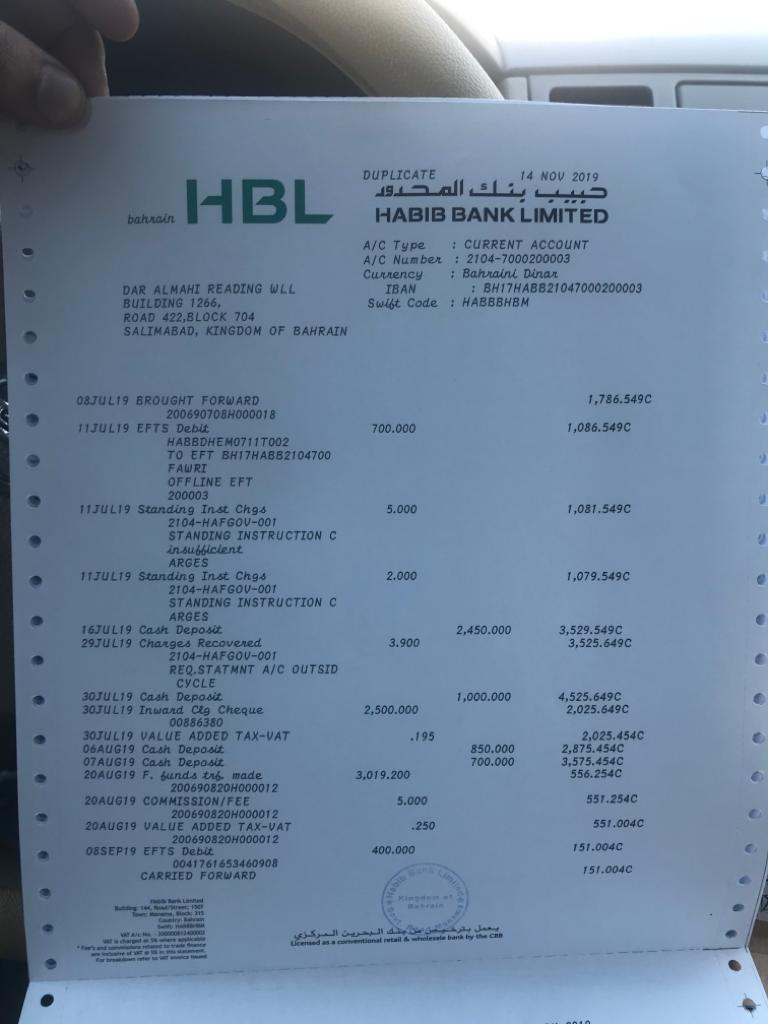 DUPLICATE 14 NOV 2019
bahrain HBL
حبيب بنك المحدود
HABIB BANK LIMITED
A/C Type : CURRENT ACCOUNT
A/C Number : 2104-7000200003
Currency : Bahraini Dinar
IBAN : BH17HABB21047000200003
Swift Code : HABBBHBM
DAR ALMAHI READING WLL
BUILDING 1266,
ROAD 422,BLOCK 704
SALIMABAD, KINGDOM OF BAHRAIN
08JUL19 BROUGHT FORWARD 1,786.549C
200690708H000018
11JUL19 EFTS Debit 700.000 1,086.549C
HABBDHEM0711T002
TO EFT BH17HABB2104700
FAWRI
OFFLINE EFT
200003
11JUL19 Standing Inst Chgs 5.000 1,081.549C
2104-HAFGOV-001
STANDING INSTRUCTION C
insufficient
ARGES
11JUL19 Standing Inst Chgs 2.000 1,079.549C
2104-HAFGOV-001
STANDING INSTRUCTION C
ARGES
16JUL19 Cash Deposit 2,450.000 3,529.549C
29JUL19 Charges Recovered 3.900 3,525.649C
2104-HAFGOV-001
REQ.STATMNT A/C OUTSID
CYCLE
30JUL19 Cash Deposit 1,000.000 4,525.649C
30JUL19 Inward Clg Cheque 2,500.000 2,025.649C
00886380
30JUL19 VALUE ADDED TAX-VAT .195 2,025.454C
06AUG19 Cash Deposit 850.000 2,875.454C
07AUG19 Cash Deposit 700.000 3,575.454C
20AUG19 F. funds trf. made 3,019.200 556.254C
200690820H000012
20AUG19 COMMISSION/FEE 5.000 551.254C
200690820H000012
20AUG19 VALUE ADDED TAX-VAT .250 551.004C
200690820H000012
08SEP19 EFTS Debit 400.000 151.004C
0041761653460908
CARRIED FORWARD 151.004C
Habib Bank Limited
Building: 144, Road/Street: 1507
Town: Manama, Block: 315
Country: Bahrain
Swift: HABBBHBM
VAT A/c No. : 200000812400002
VAT is charged at 5% where applicable
* Fee's and commissions related to trade finance
are inclusive of VAT @ 5% in this statement.
For breakdown refer to VAT invoice issued
Habib Bank Limited
Kingdom of
Bahrain
يعمل بترخيص من بنك البحرين المركزي
Licensed as a conventional retail & wholesale bank by the CBB